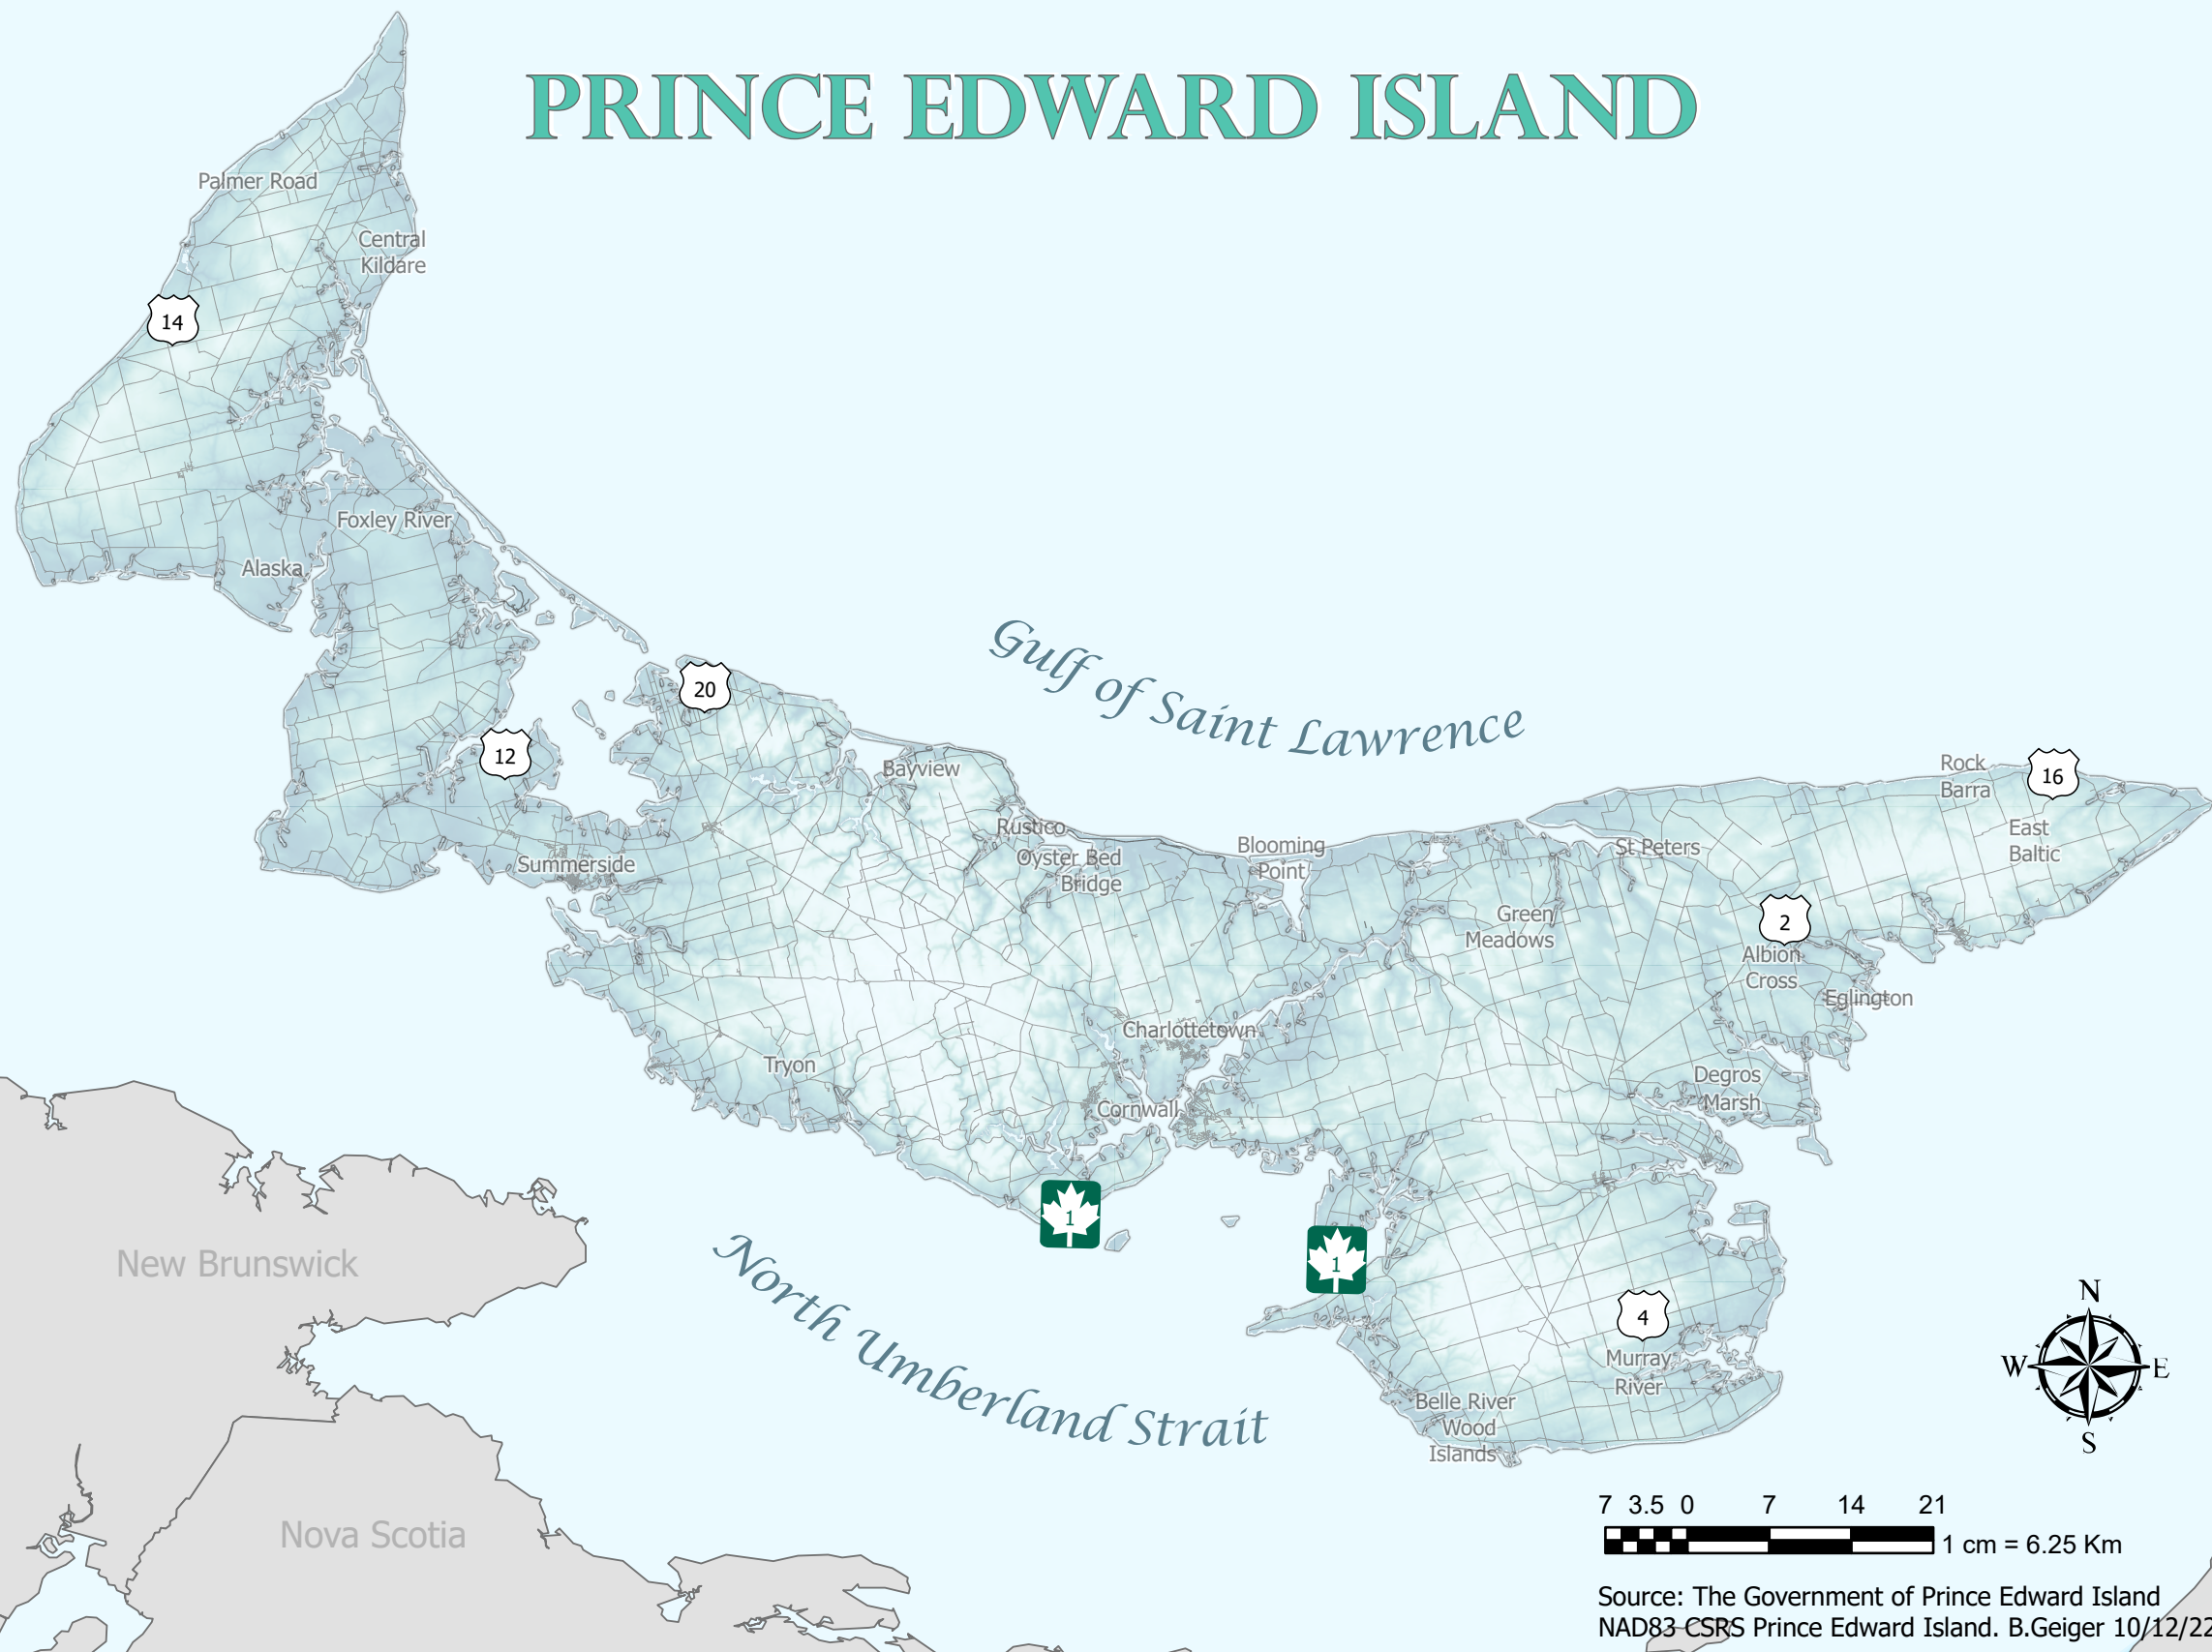 PRINCE EDWARD ISLAND
Palmer Road
Central
Kildare
14
Foxley River
Alaska
Gulf of Saint Lawrence
20
12
Bayview
Rock
Barra
16
Rustico
East
Baltic
Blooming
Point
St Peters
Oyster Bed
Bridge
Summerside
Green
Meadows
2
Albion
Cross
Eglington
Charlottetown
Tryon
Degros
Marsh
Cornwall
1
1
New Brunswick
North Umberland Strait
4
Murray
River
Belle River
Wood
Islands
N
W
E
S
Nova Scotia
7 3.5 0 7 14 21
1 cm = 6.25 Km
Source: The Government of Prince Edward Island
NAD83 CSRS Prince Edward Island. B.Geiger 10/12/22